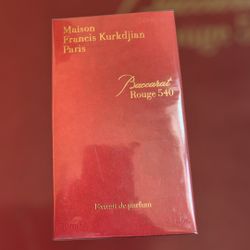 Maison
Francis Kurkdjian
Paris
Baccarat
Rouge 540
Extrait de parfum